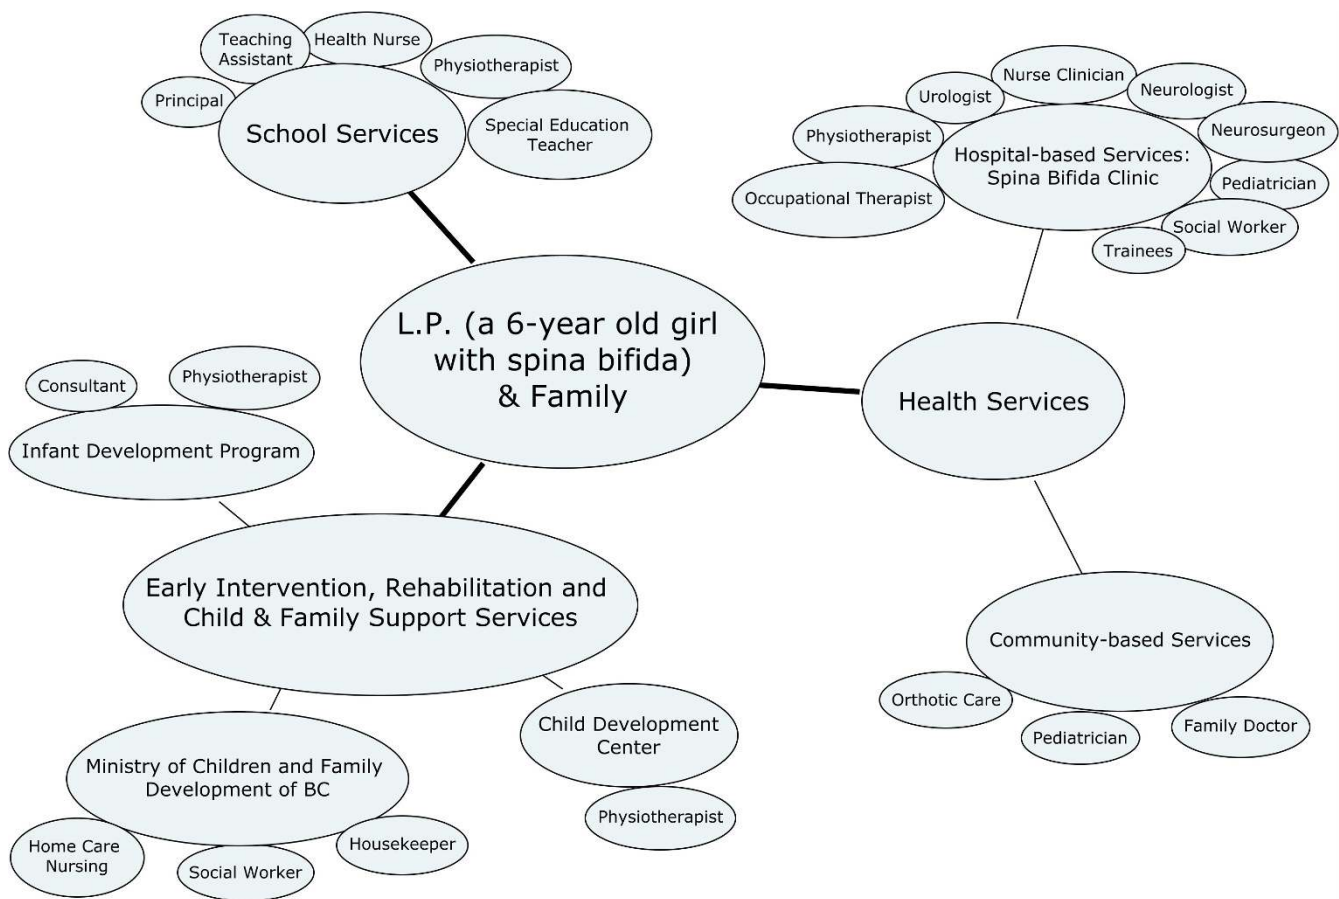 Teaching
Assistant
Health Nurse
Physiotherapist
Principal
School Services
Special Education
Teacher
Nurse Clinician
Urologist
Neurologist
Physiotherapist
Neurosurgeon
Hospital-based Services:
Spina Bifida Clinic
Occupational Therapist
Pediatrician
Social Worker
Trainees
L.P. (a 6-year old girl
with spina bifida)
& Family
Health Services
Consultant
Physiotherapist
Infant Development Program
Early Intervention, Rehabilitation and
Child & Family Support Services
Community-based Services
Orthotic Care
Pediatrician
Family Doctor
Child Development
Center
Physiotherapist
Ministry of Children and Family
Development of BC
Home Care
Nursing
Social Worker
Housekeeper